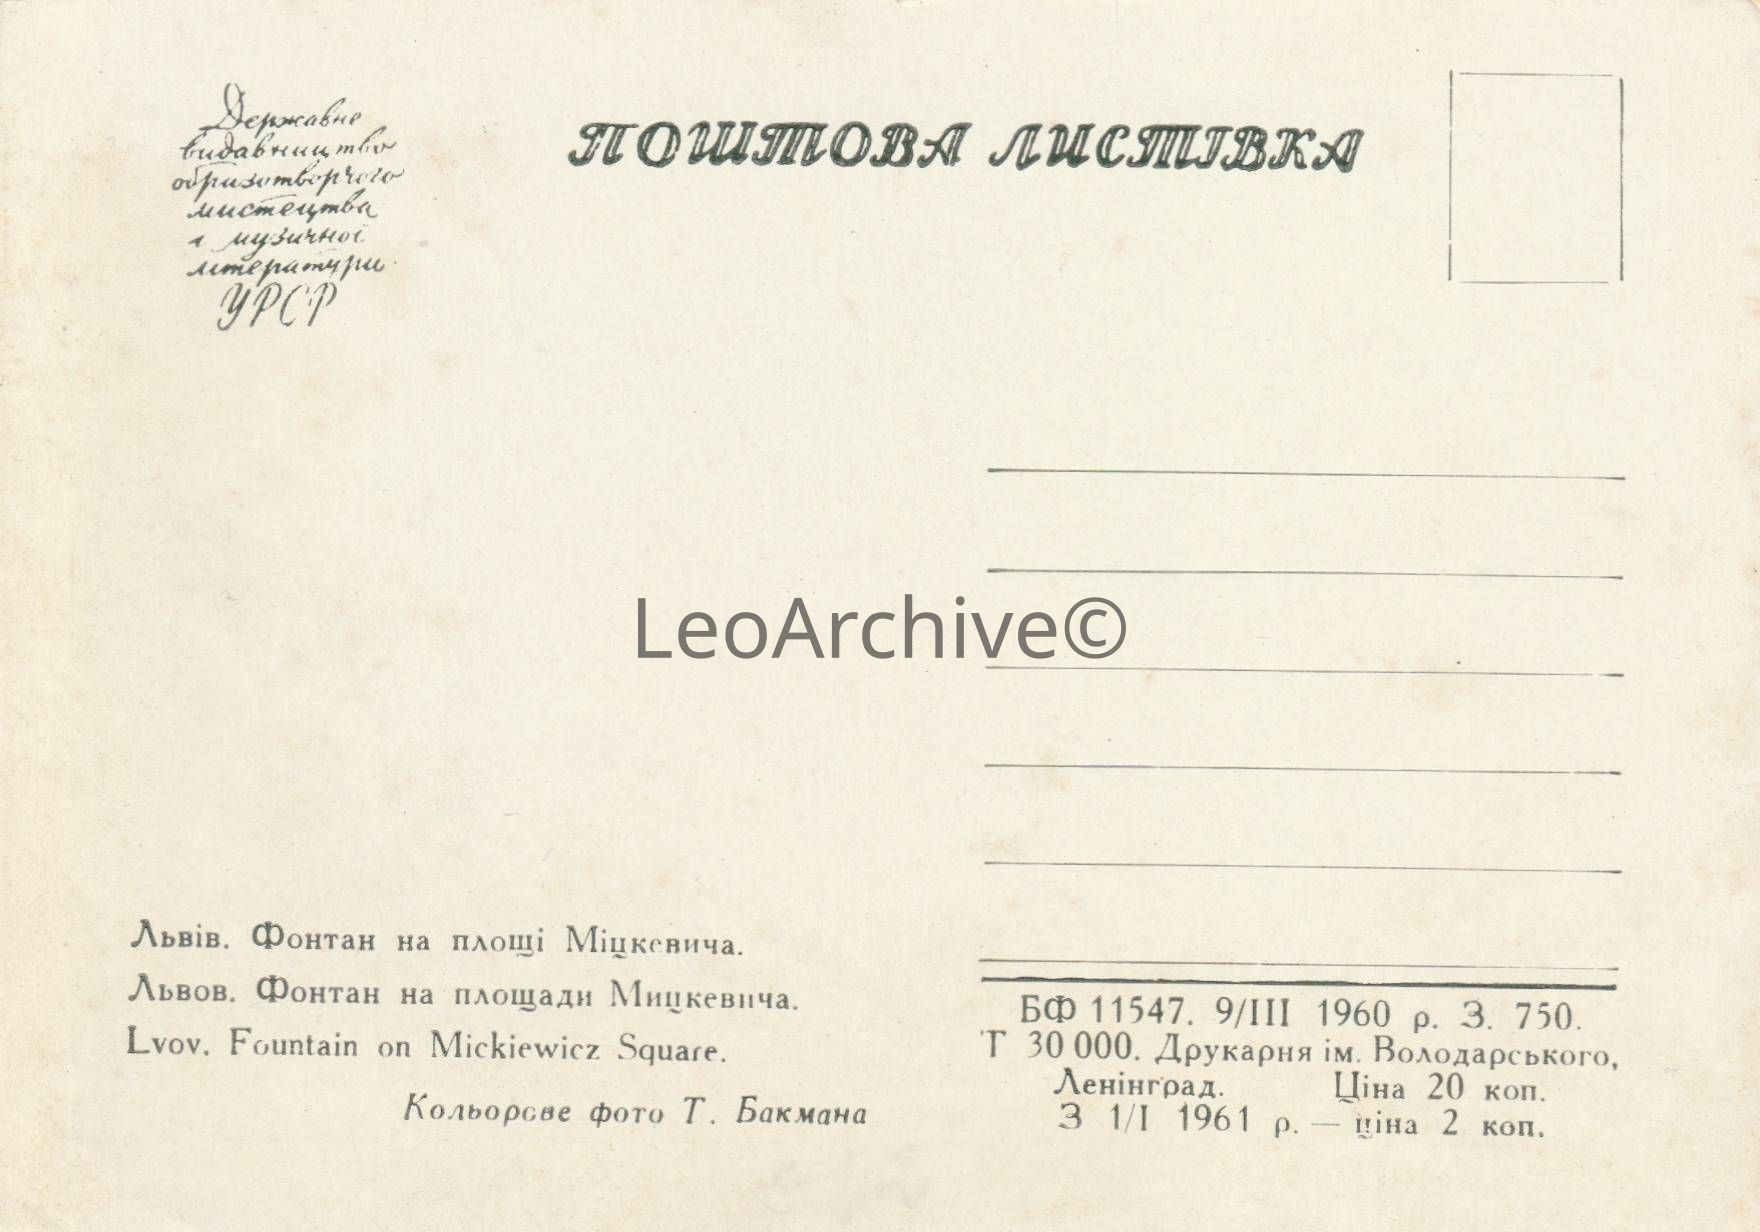 Державне
видавництво
образотворчого
мистецтва
і музичної
літератури
УРСР
ПОШТОВА ЛИСТІВКА
LeoArchive©
Львів. Фонтан на площі Міцкевича.
Львов. Фонтан на площади Мицкевича.
Lvov. Fountain on Mickiewicz Square.
Кольорове фото Т. Бакмана
БФ 11547. 9/III 1960 р. З. 750.
Т 30 000. Друкарня ім. Володарського,
Ленінград. Ціна 20 коп.
З 1/I 1961 р. — ціна 2 коп.